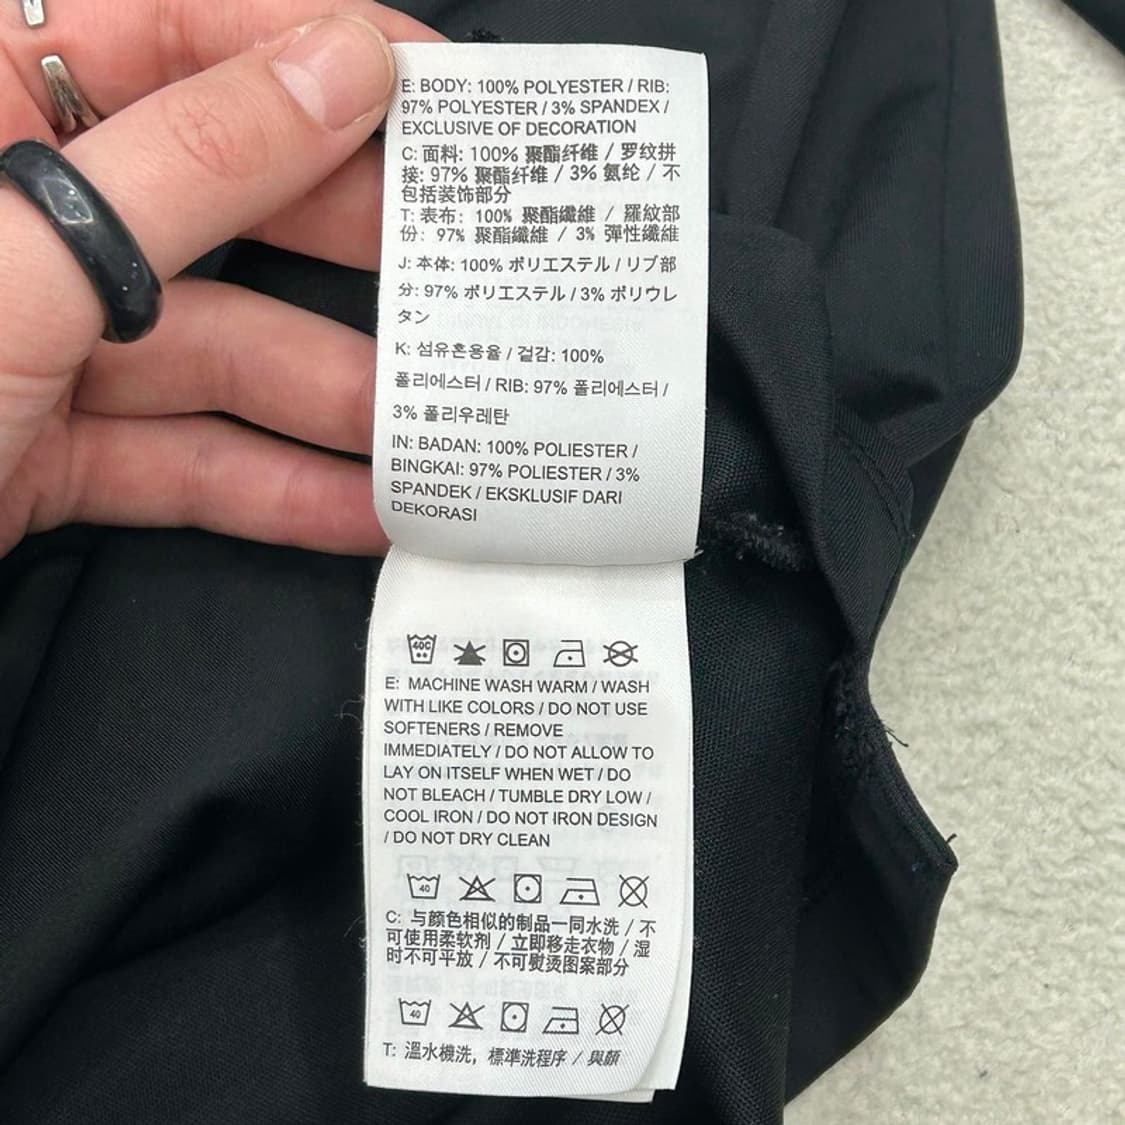 E: BODY: 100% POLYESTER / RIB:
97% POLYESTER / 3% SPANDEX /
EXCLUSIVE OF DECORATION
C: 面料: 100% 聚酯纤维 / 罗纹拼
接: 97% 聚酯纤维 / 3% 氨纶 / 不
包括装饰部分
T: 表布: 100% 聚酯纖維 / 羅紋部
份: 97% 聚酯纖維 / 3% 彈性纖維
J: 本体: 100% ポリエステル / リブ部
分: 97% ポリエステル / 3% ポリウレ
タン
K: 섬유혼용율 / 겉감: 100%
폴리에스터 / RIB: 97% 폴리에스터 /
3% 폴리우레탄
IN: BADAN: 100% POLIESTER /
BINGKAI: 97% POLIESTER / 3%
SPANDEK / EKSKLUSIF DARI
DEKORASI
40C
E: MACHINE WASH WARM / WASH
WITH LIKE COLORS / DO NOT USE
SOFTENERS / REMOVE
IMMEDIATELY / DO NOT ALLOW TO
LAY ON ITSELF WHEN WET / DO
NOT BLEACH / TUMBLE DRY LOW /
COOL IRON / DO NOT IRON DESIGN
/ DO NOT DRY CLEAN
40
C: 与颜色相似的制品一同水洗 / 不
可使用柔软剂 / 立即移走衣物 / 湿
时不可平放 / 不可熨烫图案部分
40
T: 溫水機洗, 標準洗程序 / 與顏